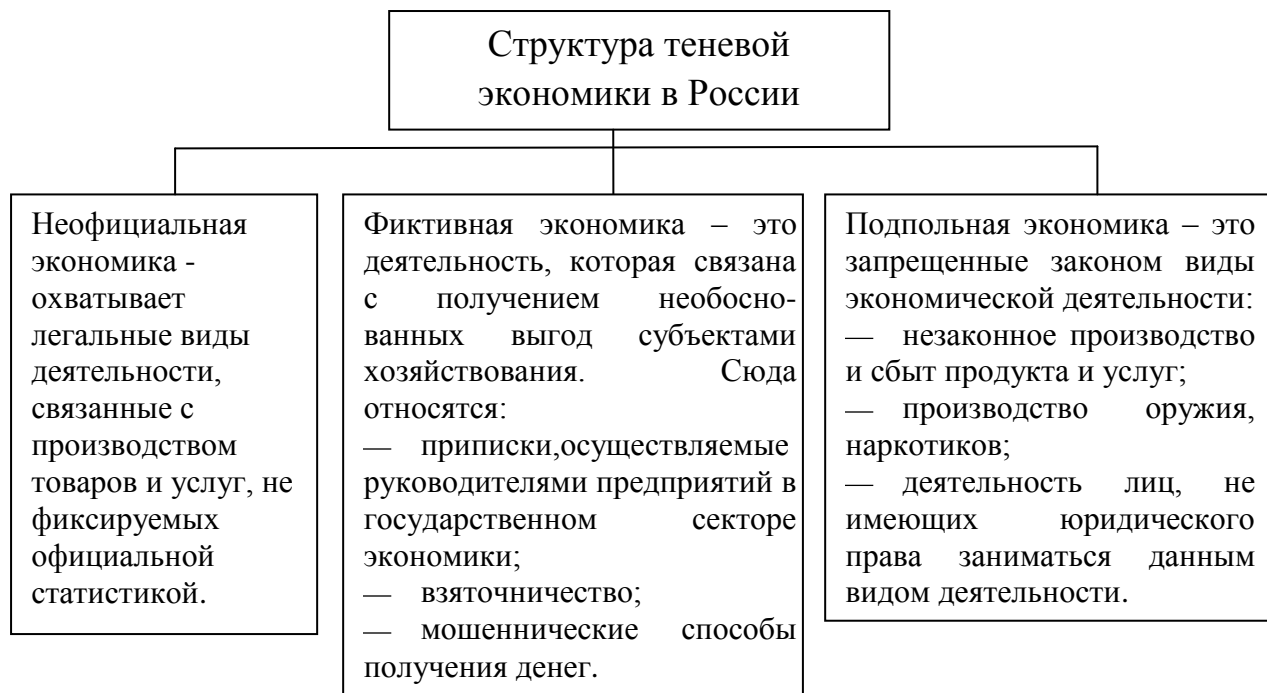 Структура теневой
экономики в России
Неофициальная
экономика -
охватывает
легальные виды
деятельности,
связанные с
производством
товаров и услуг, не
фиксируемых
официальной
статистикой.
Фиктивная экономика – это
деятельность, которая связана
с получением необосно-
ванных выгод субъектами
хозяйствования. Сюда
относятся:
— приписки,осуществляемые
руководителями предприятий в
государственном секторе
экономики;
— взяточничество;
— мошеннические способы
получения денег.
Подпольная экономика – это
запрещенные законом виды
экономической деятельности:
— незаконное производство
и сбыт продукта и услуг;
— производство оружия,
наркотиков;
— деятельность лиц, не
имеющих юридического
права заниматься данным
видом деятельности.